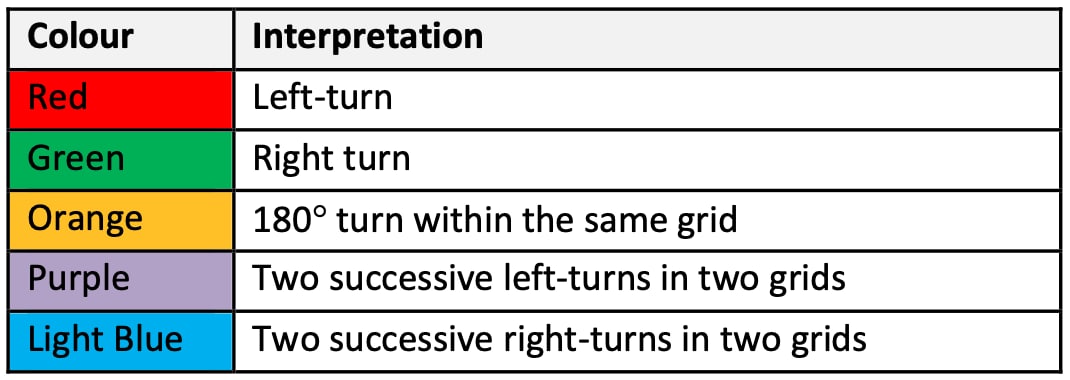 Colour Interpretation
Red Left-turn
Green Right turn
Orange 180° turn within the same grid
Purple Two successive left-turns in two grids
Light Blue Two successive right-turns in two grids